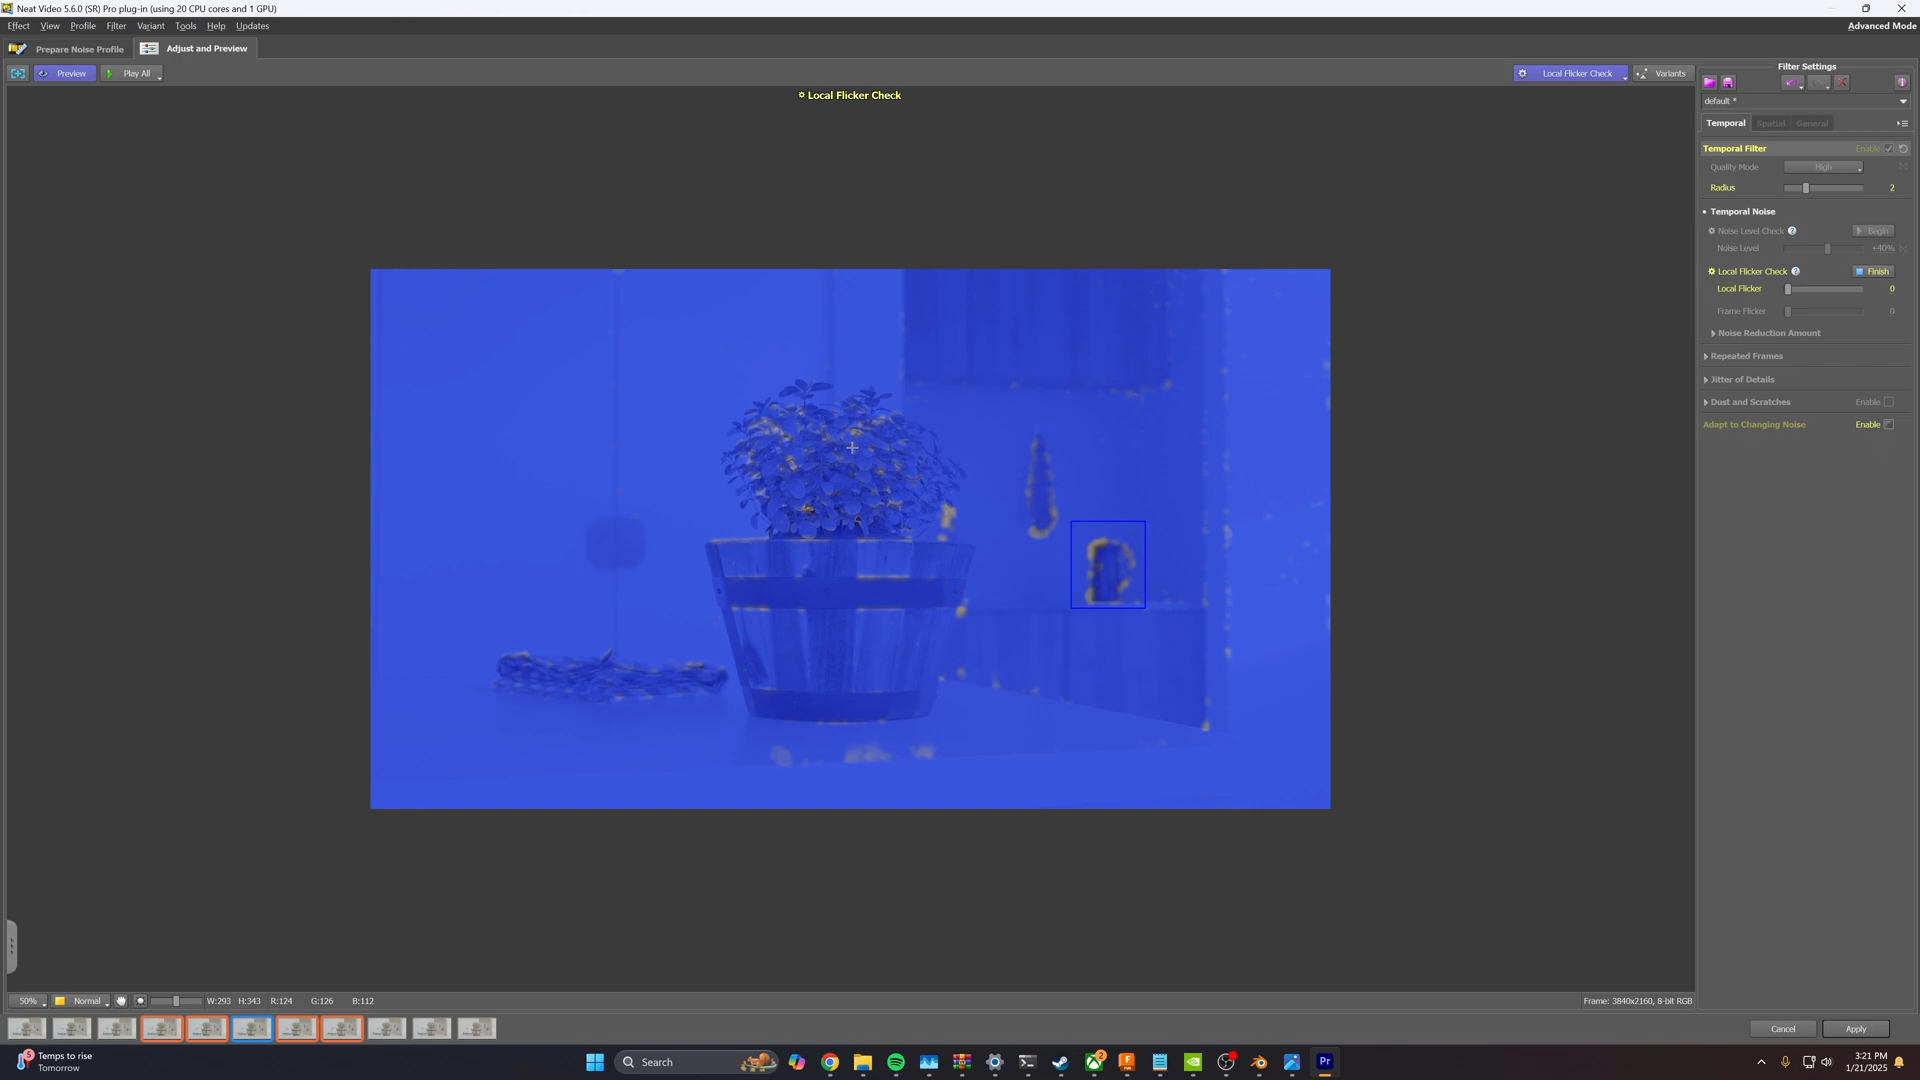 Neat Video 5.6.0 (SR) Pro plug-in (using 20 CPU cores and 1 GPU)
Effect View Profile Filter Variant Tools Help Updates
Advanced Mode
Prepare Noise Profile Adjust and Preview
Preview Play All Local Flicker Check Variants
Local Flicker Check
Filter Settings
default *
Temporal Spatial General
Temporal Filter Enable
Quality Mode High
Radius 2
Temporal Noise
Noise Level Check ? Begin
Noise Level +40%
Local Flicker Check ? Finish
Local Flicker 0
Frame Flicker 0
Noise Reduction Amount
Repeated Frames
Jitter of Details
Dust and Scratches Enable
Adapt to Changing Noise Enable
50% Normal W:293 H:343 R:124 G:126 B:112 Frame: 3840x2160, 8-bit RGB
Cancel Apply
5 Temps to rise
Tomorrow
Search
2
Pr
3:21 PM
1/21/2025